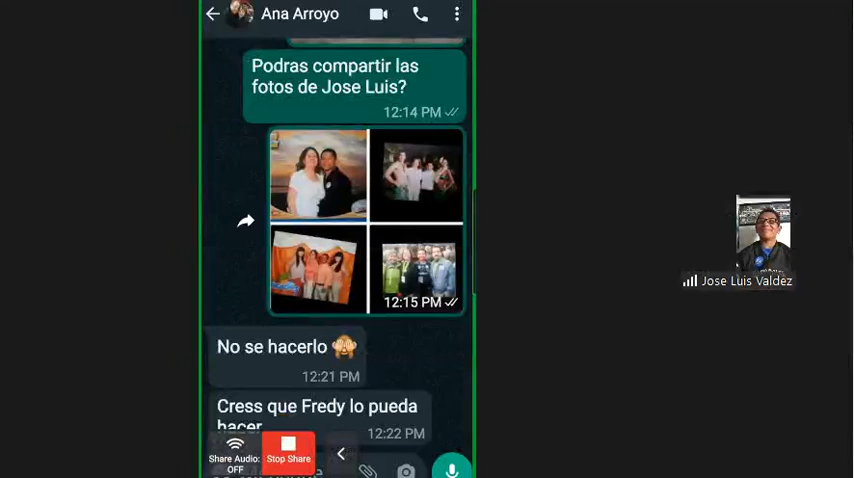 Ana Arroyo
Podras compartir las
fotos de Jose Luis?
12:14 PM
12:15 PM
No se hacerlo
12:21 PM
Cress que Fredy lo pueda
hacer
12:22 PM
Share Audio:
OFF
Stop Share
Jose Luis Valdez